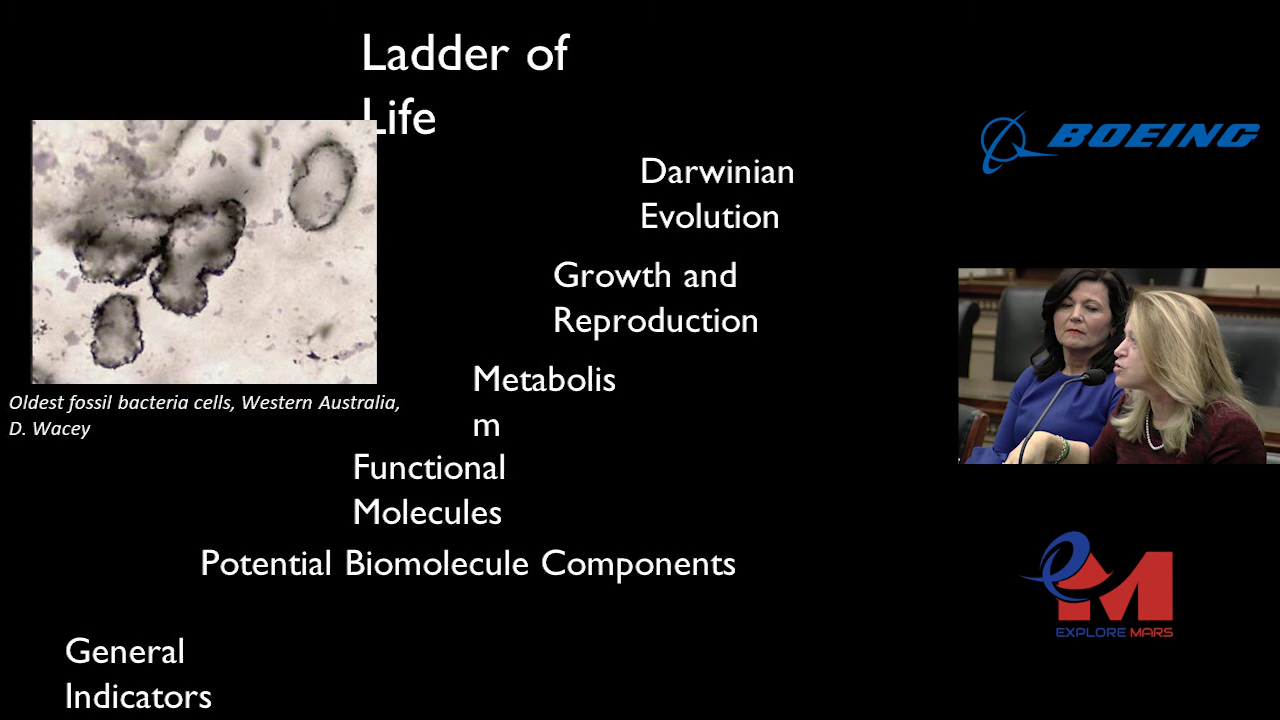 Ladder of
Life
BOEING
Darwinian
Evolution
Growth and
Reproduction
Metabolis
m
Oldest fossil bacteria cells, Western Australia,
D. Wacey
Functional
Molecules
Potential Biomolecule Components
eM
EXPLORE MARS
General
Indicators